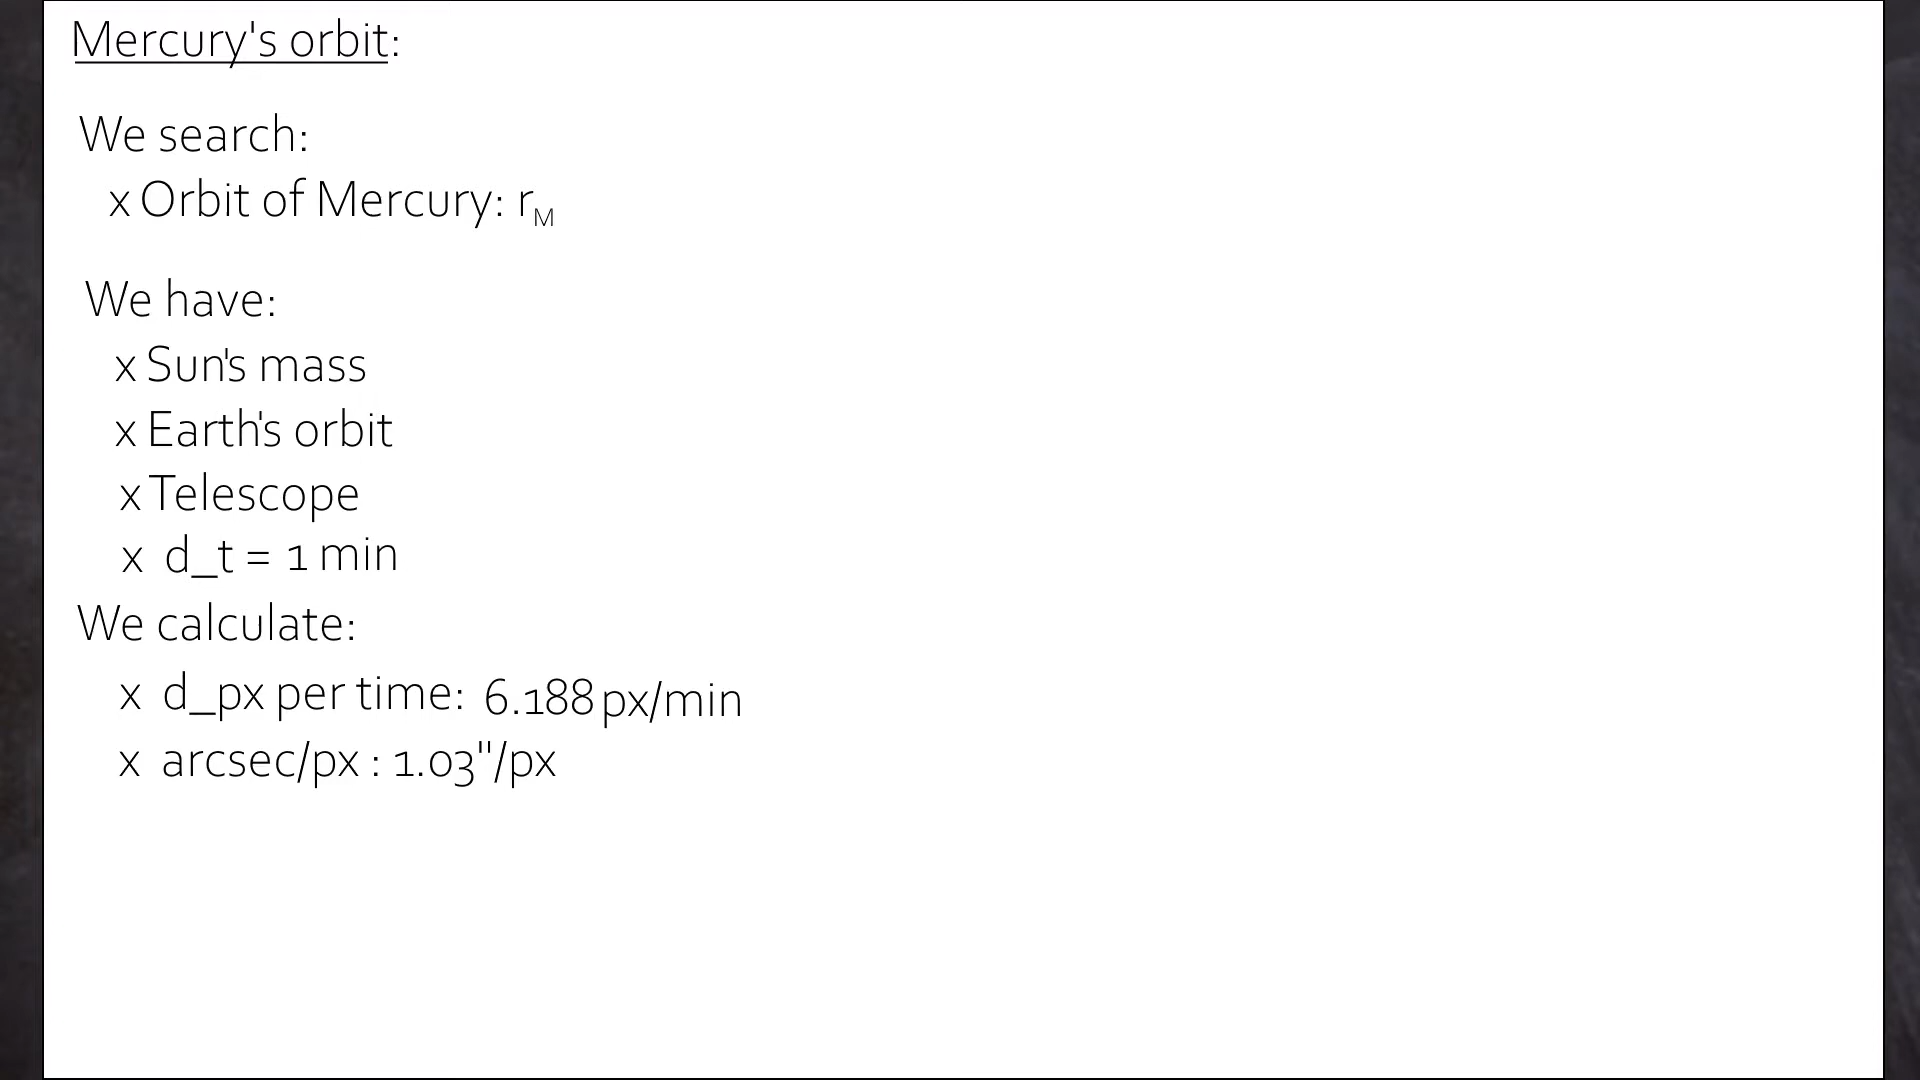 Mercury's orbit:
We search:
x Orbit of Mercury: rM
We have:
x Sun's mass
x Earth's orbit
x Telescope
x d_t = 1 min
We calculate:
x d_px per time: 6.188 px/min
x arcsec/px : 1.03"/px